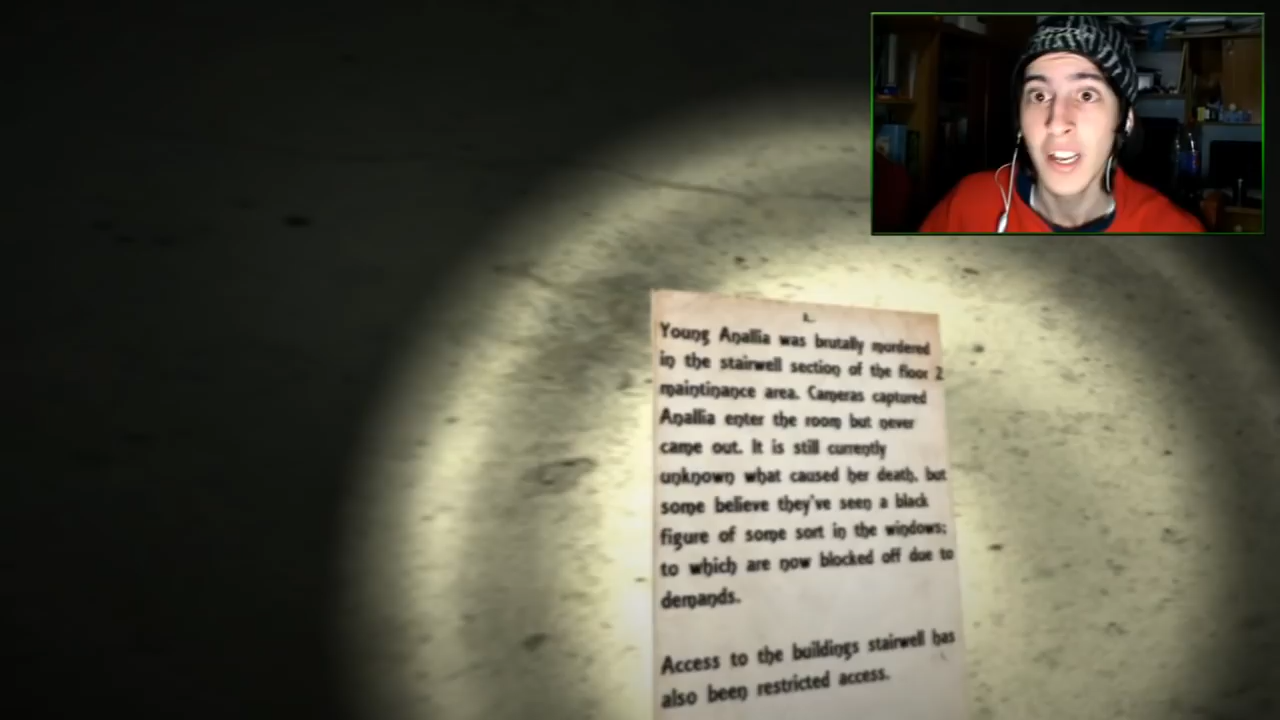 Young Anallia was brutally murdered
in the stairwell section of the floor 2
maintinance area. Cameras captured
Anallia enter the room but never
came out. It is still currently
unknown what caused her death, but
some believe they've seen a black
figure of some sort in the windows;
to which are now blocked off due to
demands.
Access to the buildings stairwell has
also been restricted access.